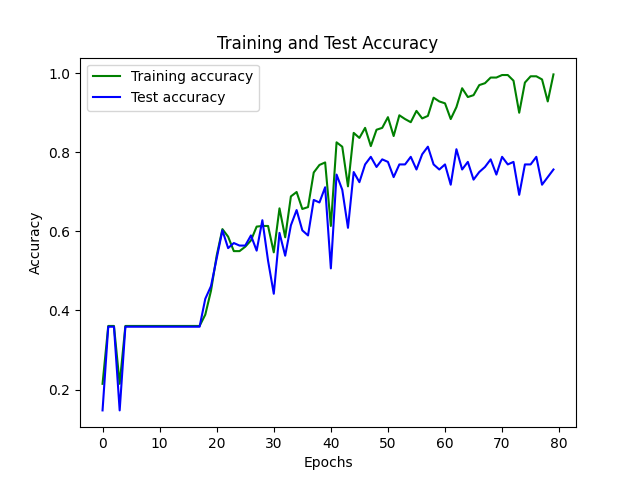 Training and Test Accuracy
Training accuracy
Test accuracy
1.0
0.8
0.6
0.4
0.2
Accuracy
0 10 20 30 40 50 60 70 80
Epochs